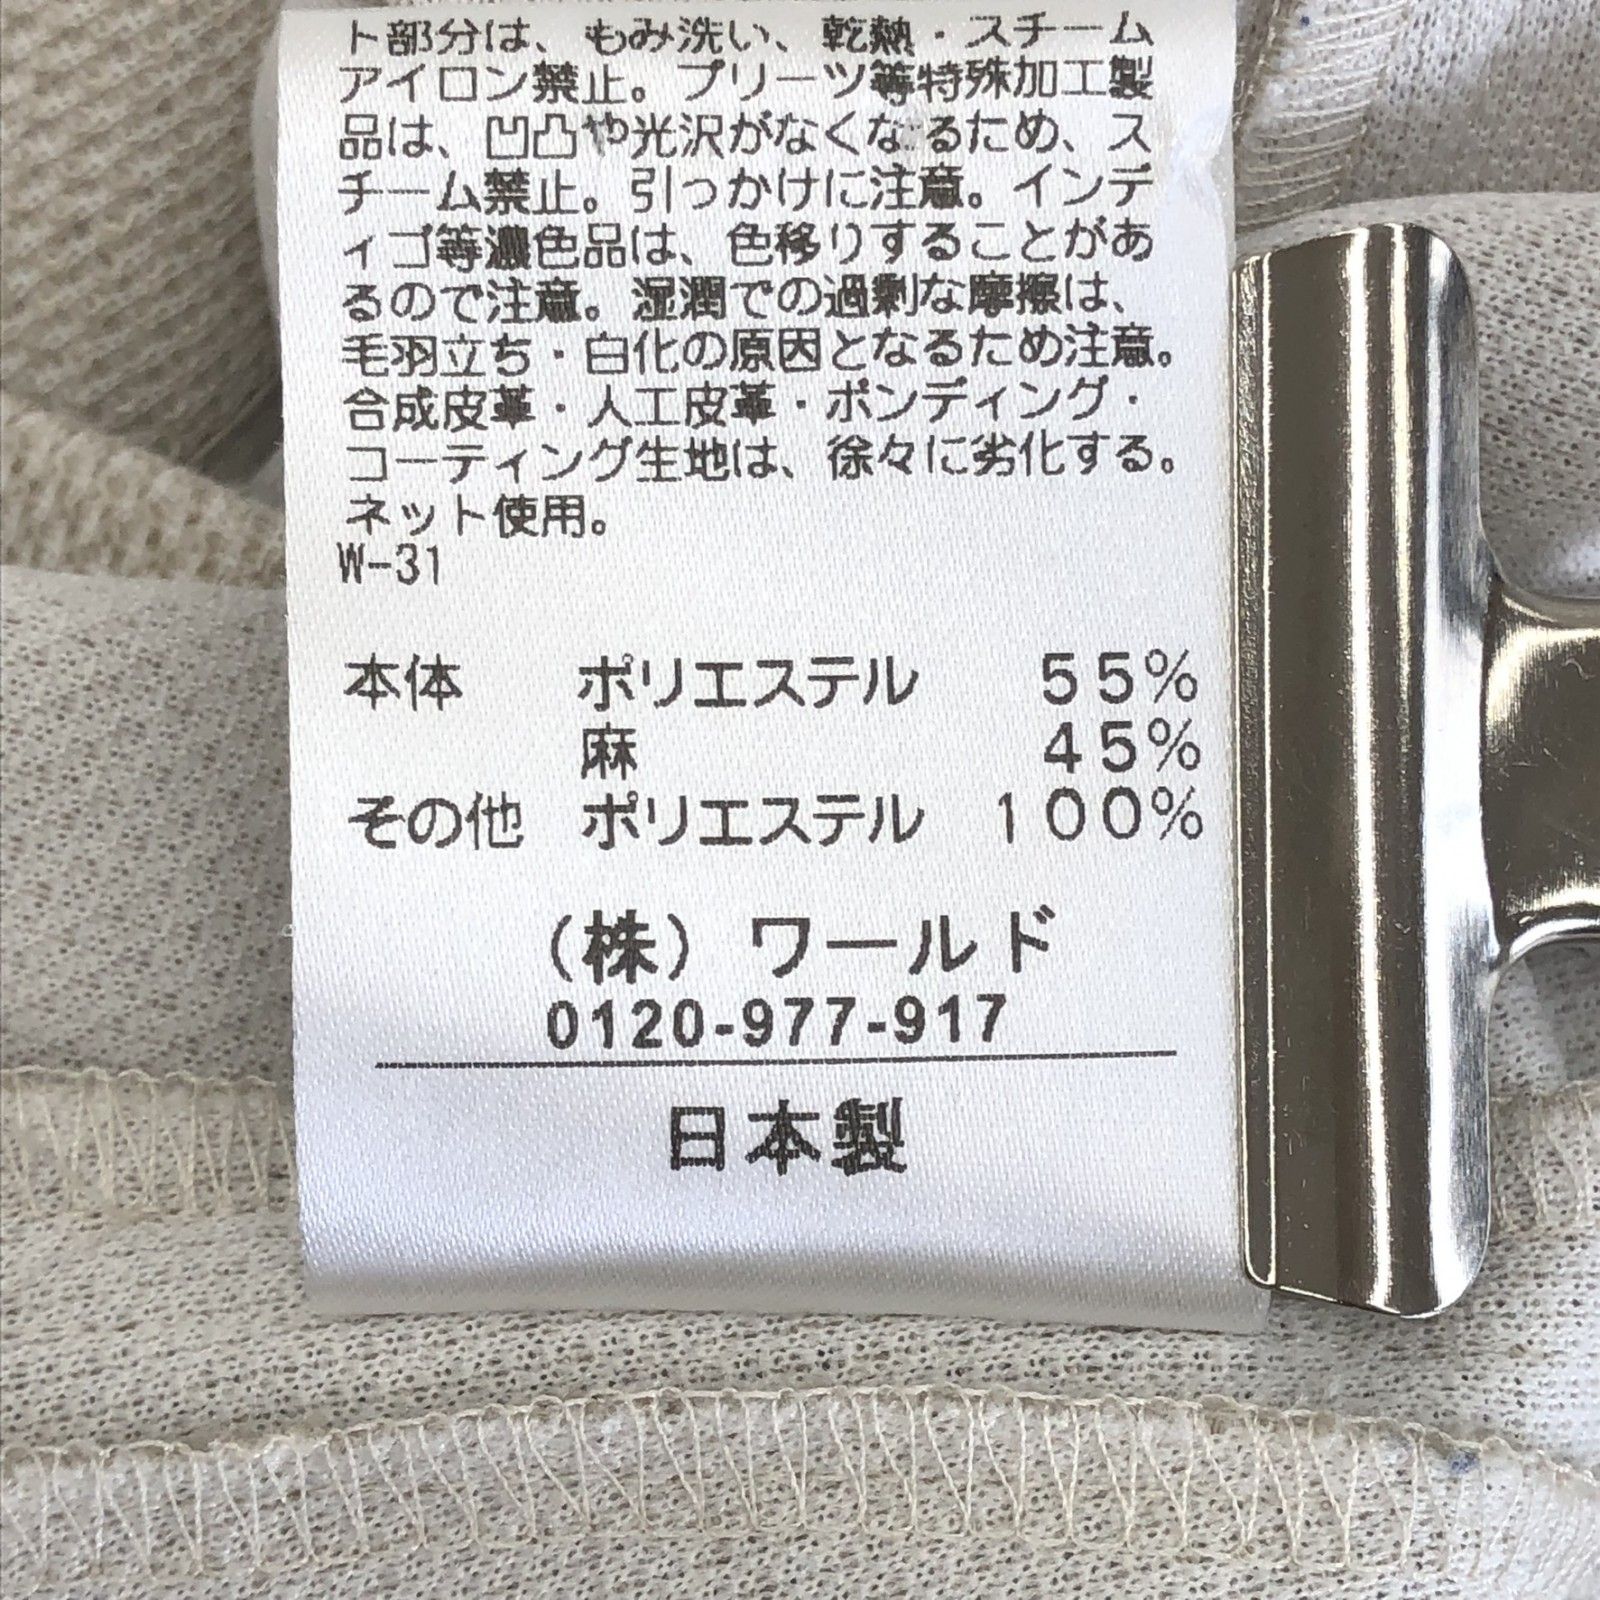 ト部分は、もみ洗い、乾熱・スチーム
アイロン禁止。プリーツ等特殊加工製
品は、凹凸や光沢がなくなるため、ス
チーム禁止。引っかけに注意。インデ
ィゴ等濃色品は、色移りすることがあ
るので注意。湿潤での過剰な摩擦は、
毛羽立ち・白化の原因となるため注意。
合成皮革・人工皮革・ボンディング・
コーティング生地は、徐々に劣化する。
ネット使用。
W-31
本体 ポリエステル 55%
麻 45%
その他 ポリエステル 100%
(株)ワールド
0120-977-917
日本製